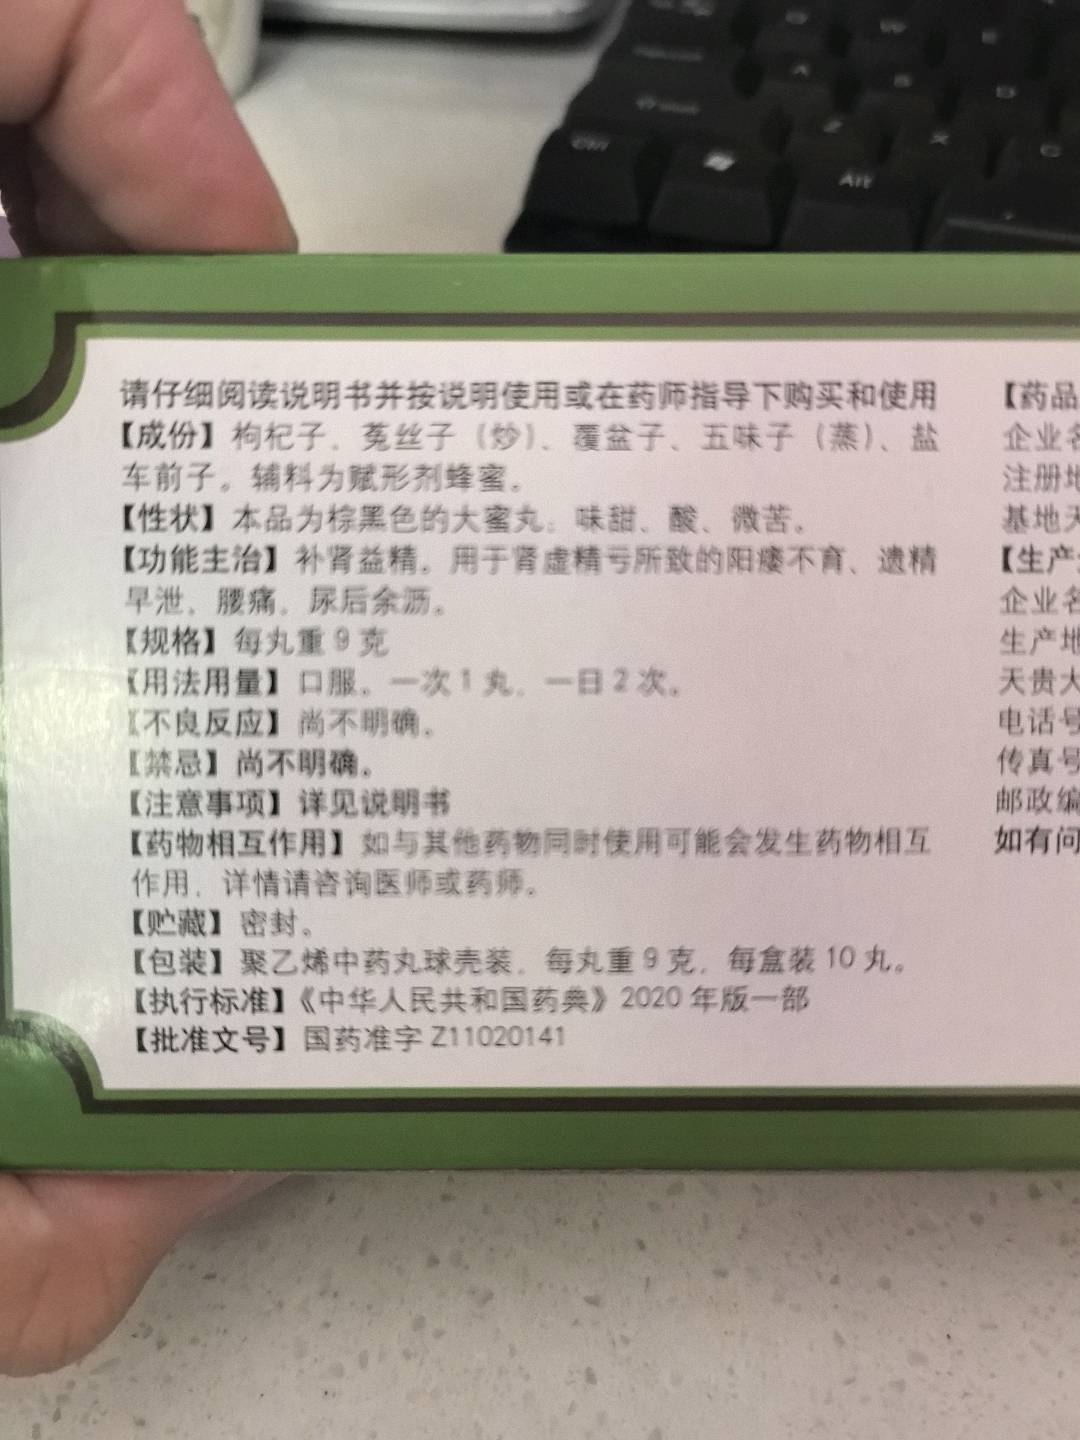 请仔细阅读说明书并按说明使用或在药师指导下购买和使用
【成份】枸杞子、菟丝子（炒）、覆盆子、五味子（蒸）、盐
车前子。辅料为赋形剂蜂蜜。
【性状】本品为棕黑色的大蜜丸；味甜、酸、微苦。
【功能主治】补肾益精。用于肾虚精亏所致的阳痿不育、遗精
早泄、腰痛、尿后余沥。
【规格】每丸重9克
【用法用量】口服。一次1丸，一日2次。
【不良反应】尚不明确。
【禁忌】尚不明确。
【注意事项】详见说明书
【药物相互作用】如与其他药物同时使用可能会发生药物相互
作用，详情请咨询医师或药师。
【贮藏】密封。
【包装】聚乙烯中药丸球壳装，每丸重9克，每盒装10丸。
【执行标准】《中华人民共和国药典》2020年版一部
【批准文号】国药准字Z11020141
【药品
企业名
注册地
基地天
【生产
企业名
生产地
天贵大
电话号
传真号
邮政编
如有问
Ctrl
Alt
A
S
D
Z
X
C